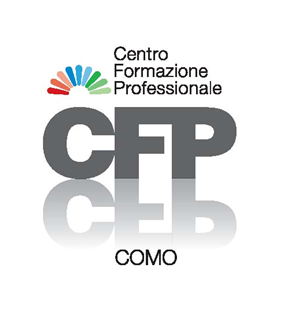 Centro
Formazione
Professionale
CFP
COMO